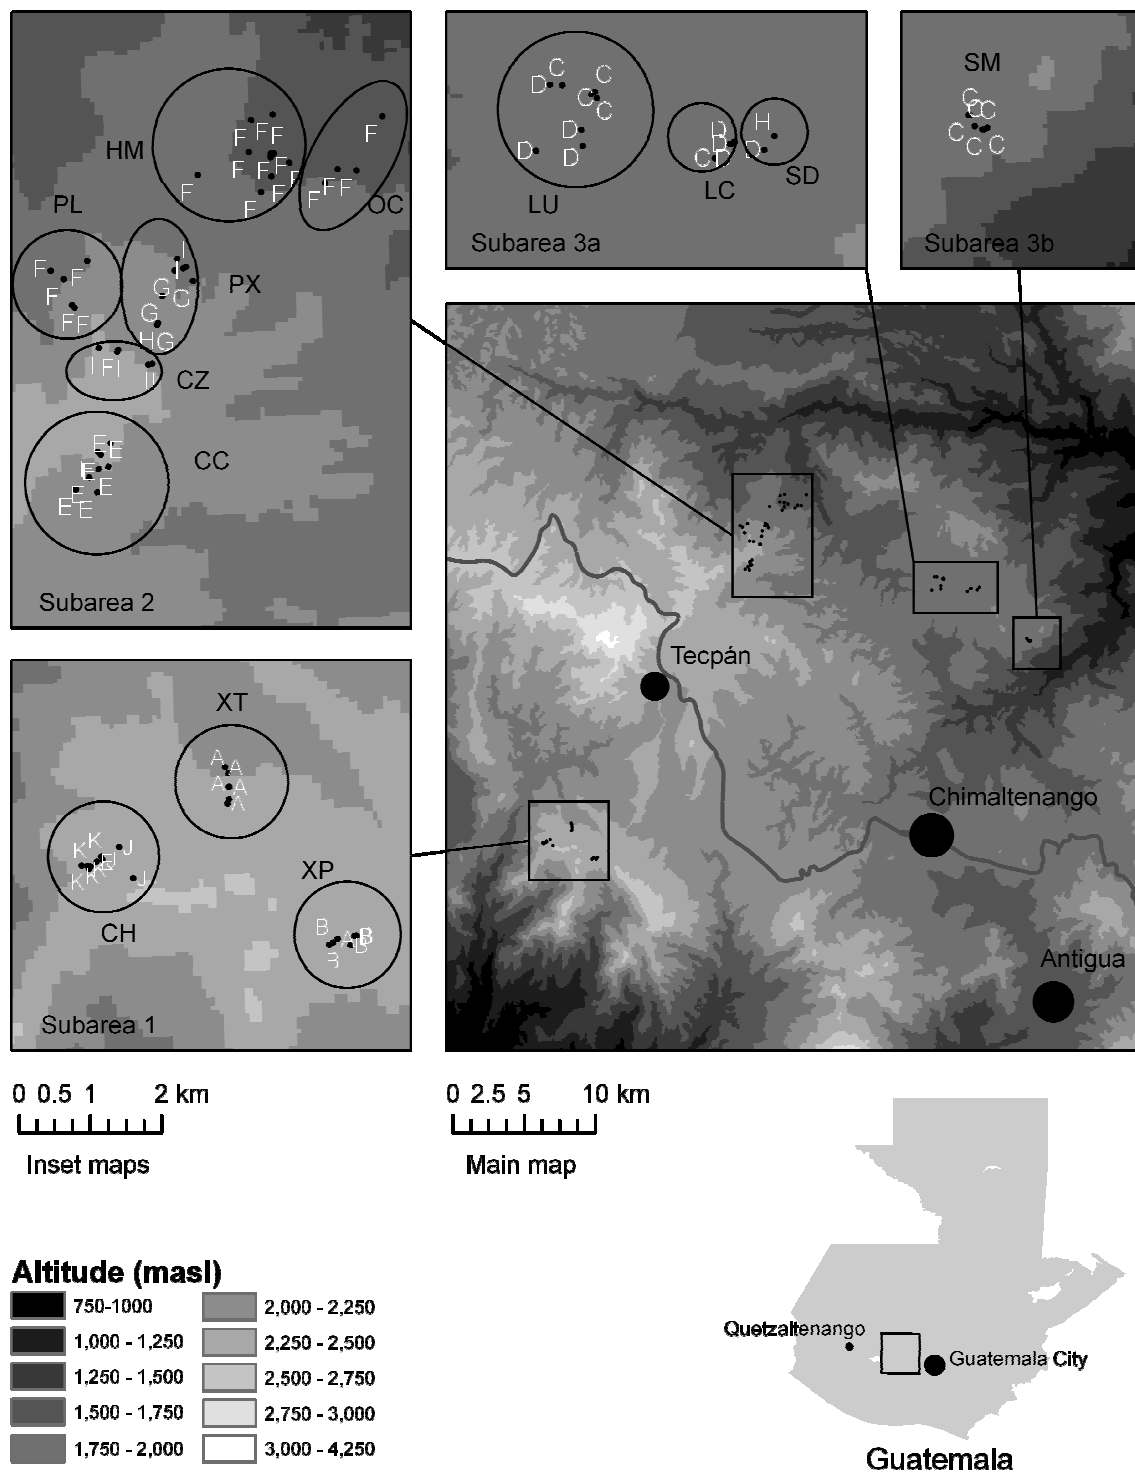 HM
F
F F
F
F F
F
F
F
F
F
F
F F
F
OC
PL
F
F
F
F F
PX
I
I
G
C
G
H G
CZ
I F I
CC
E
E
E
E
E
E
Subarea 2
D
C
C
C
C
D
D
D
LU
D
C
LC
H
D
SD
Subarea 3a
SM
C
C
C
C
C
C
Subarea 3b
Tecpán
Chimaltenango
Antigua
XT
A
A
A
A
A
K
K
J
K
K
J
CH
XP
B
A
B
B
B
Subarea 1
0 0.5 1 2 km
Inset maps
0 2.5 5 10 km
Main map
Altitude (masl)
750-1000
1,000 - 1,250
1,250 - 1,500
1,500 - 1,750
1,750 - 2,000
2,000 - 2,250
2,250 - 2,500
2,500 - 2,750
2,750 - 3,000
3,000 - 4,250
Quetzaltenango
Guatemala City
Guatemala